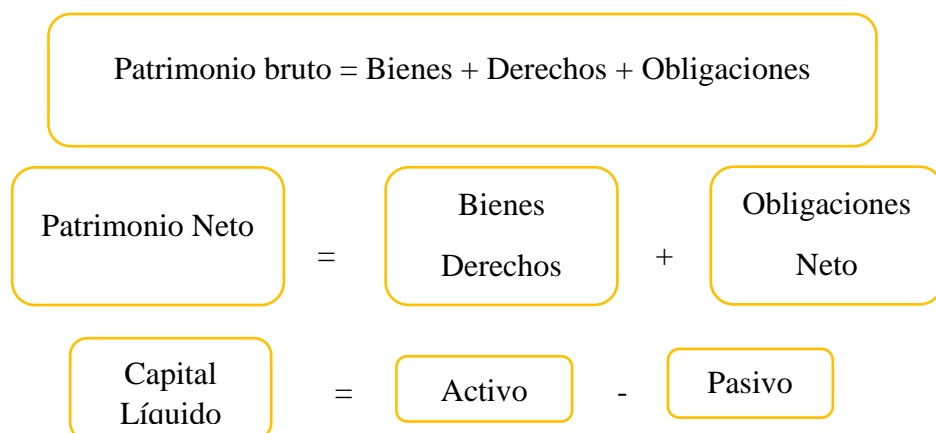 Patrimonio bruto = Bienes + Derechos + Obligaciones
Patrimonio Neto
=
Bienes
Derechos
+
Obligaciones
Neto
Capital
Líquido
=
Activo
-
Pasivo